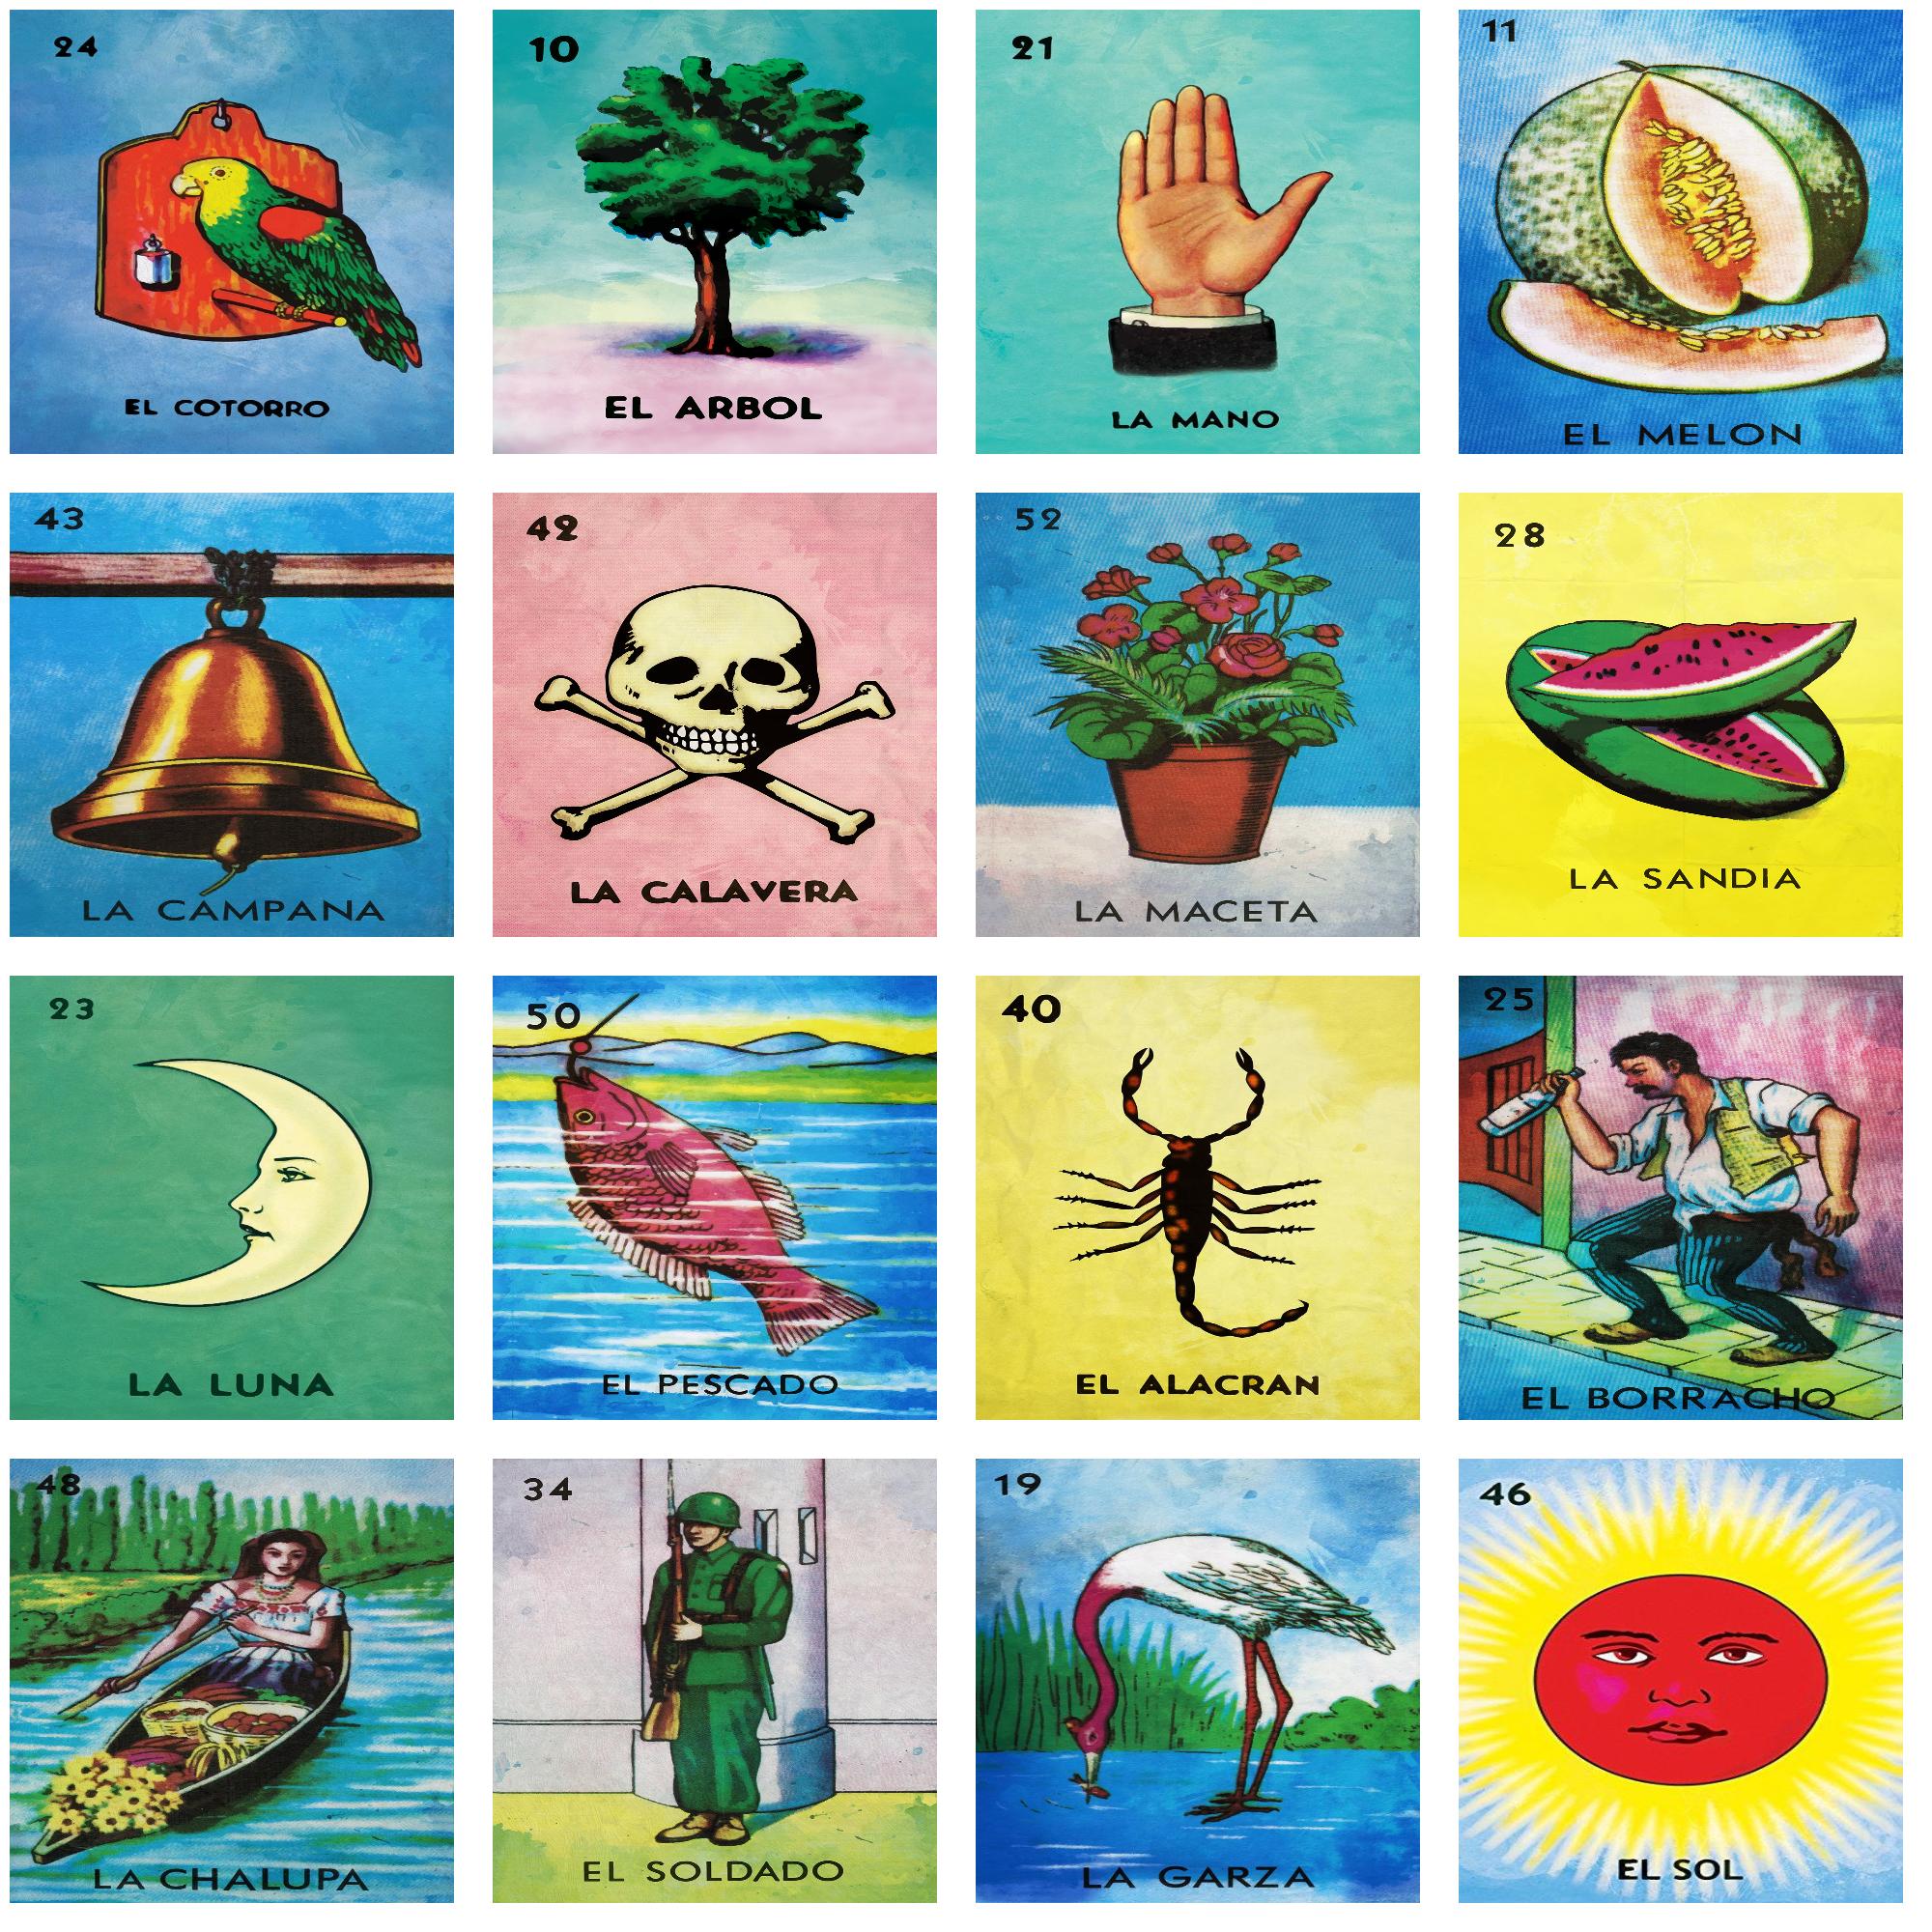 24
EL COTORRO
10
EL ARBOL
21
LA MANO
11
EL MELON
43
LA CAMPANA
42
LA CALAVERA
52
LA MACETA
28
LA SANDIA
23
LA LUNA
50
EL PESCADO
40
EL ALACRAN
25
EL BORRACHO
48
LA CHALUPA
34
EL SOLDADO
19
LA GARZA
46
EL SOL